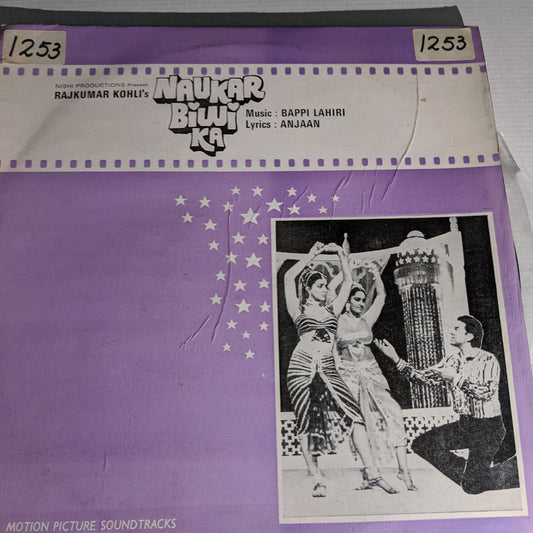 1253
1253
NISHI PRODUCTIONS Present
RAJKUMAR KOHLI's
NAUKAR
BIWI
KA
Music : BAPPI LAHIRI
Lyrics : ANJAAN
MOTION PICTURE SOUNDTRACKS